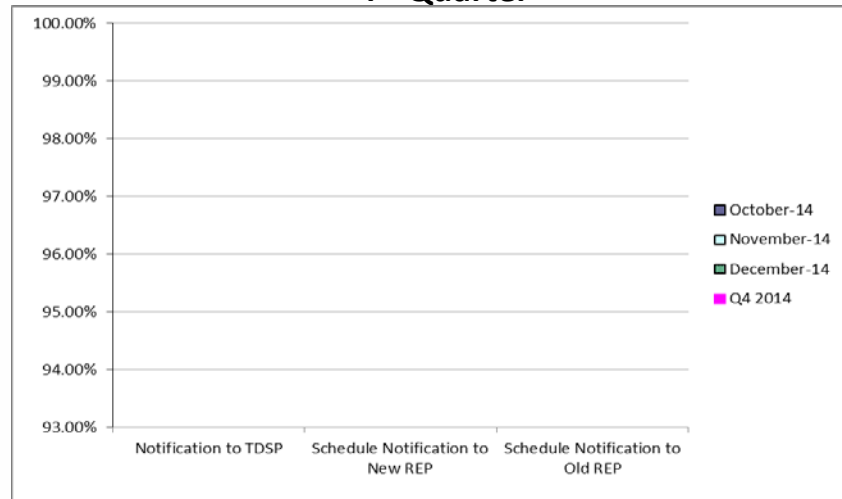 100.00%
99.00%
98.00%
97.00%
96.00%
95.00%
94.00%
93.00%
Notification to TDSP
Schedule Notification to
New REP
Schedule Notification to
Old REP
October-14
November-14
December-14
Q4 2014